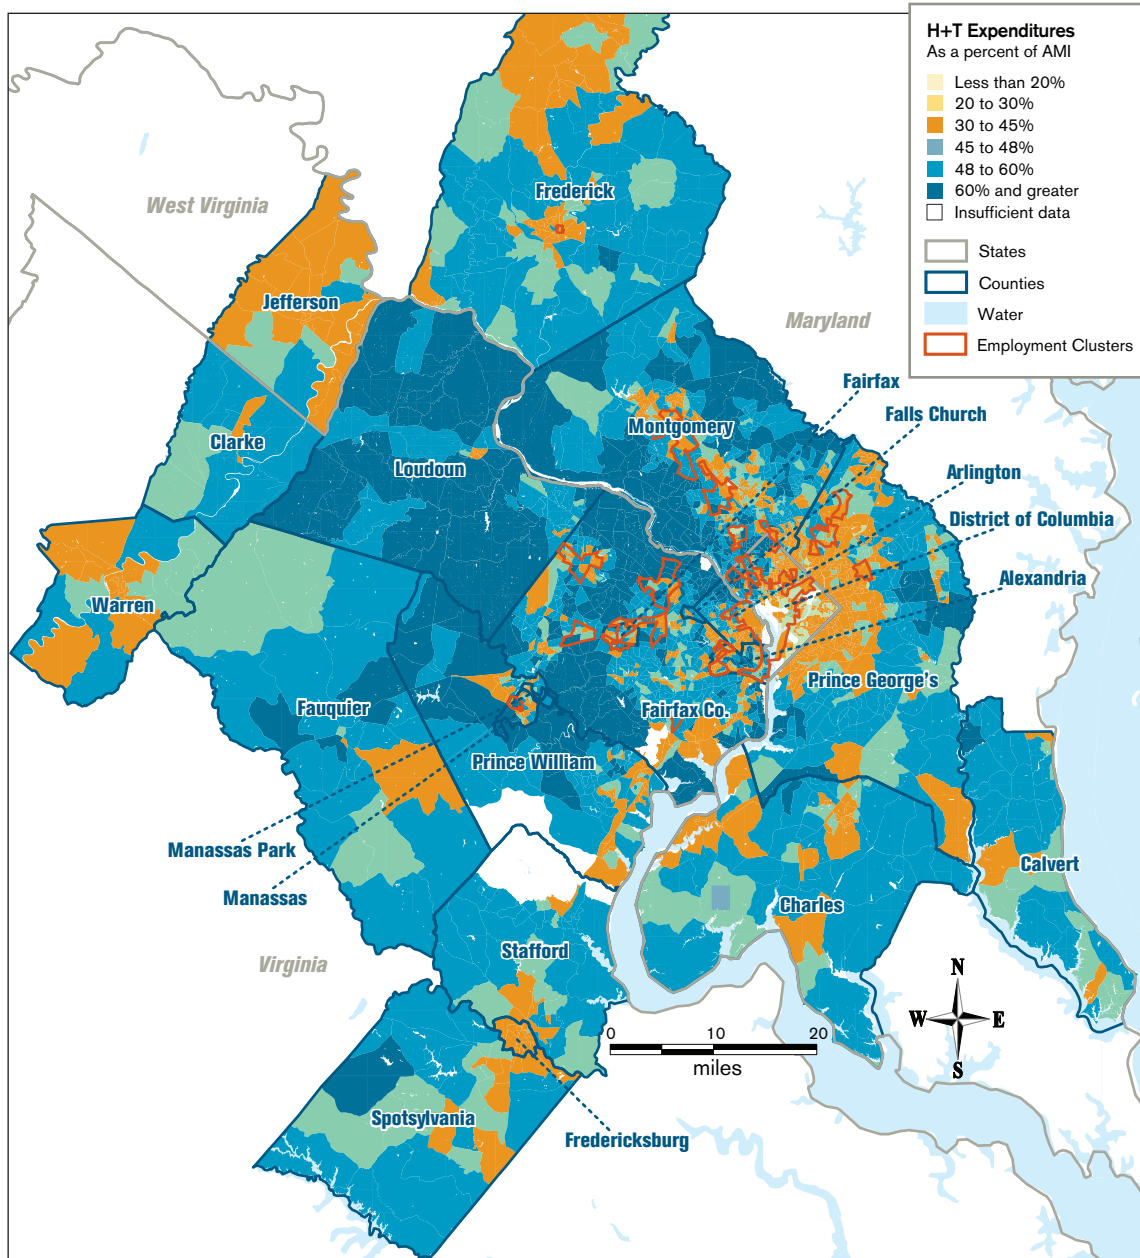 H+T Expenditures
As a percent of AMI
Less than 20%
20 to 30%
30 to 45%
45 to 48%
48 to 60%
60% and greater
Insufficient data
States
Counties
Water
Employment Clusters
West Virginia
Frederick
Jefferson
Maryland
Fairfax
Falls Church
Montgomery
Clarke
Loudoun
Arlington
District of Columbia
Alexandria
Warren
Prince George's
Fauquier
Fairfax Co.
Prince William
Manassas Park
Manassas
Calvert
Charles
Stafford
Virginia
N
W
E
S
0
10
20
miles
Spotsylvania
Fredericksburg